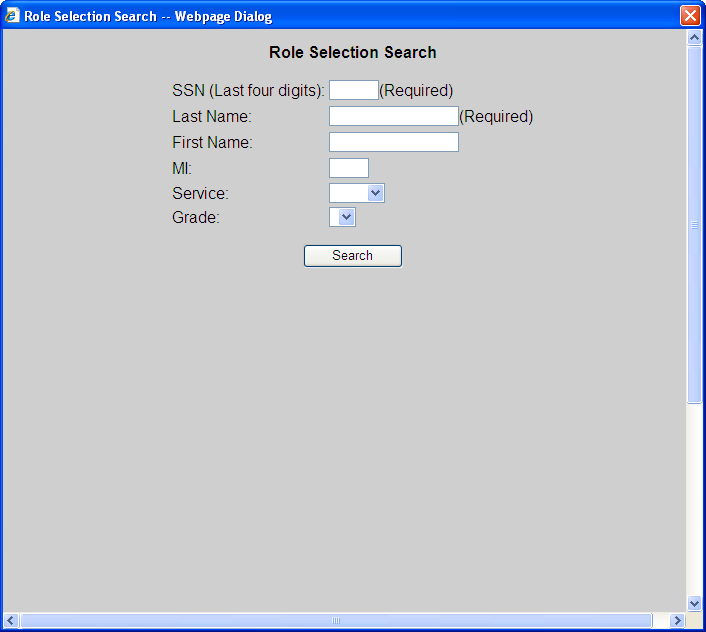 Role Selection Search -- Webpage Dialog
Role Selection Search
SSN (Last four digits): (Required)
Last Name: (Required)
First Name:
MI:
Service:
Grade:
Search